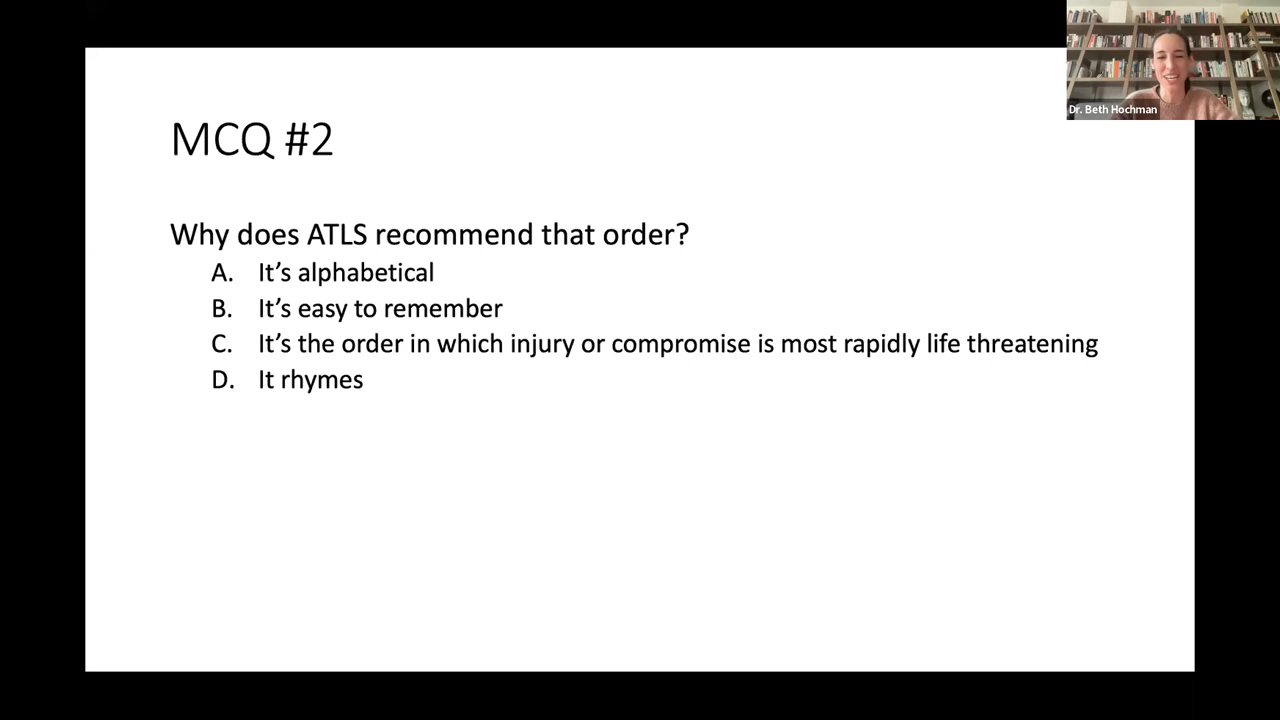 Dr. Beth Hochman
MCQ #2
Why does ATLS recommend that order?
A. It’s alphabetical
B. It’s easy to remember
C. It’s the order in which injury or compromise is most rapidly life threatening
D. It rhymes